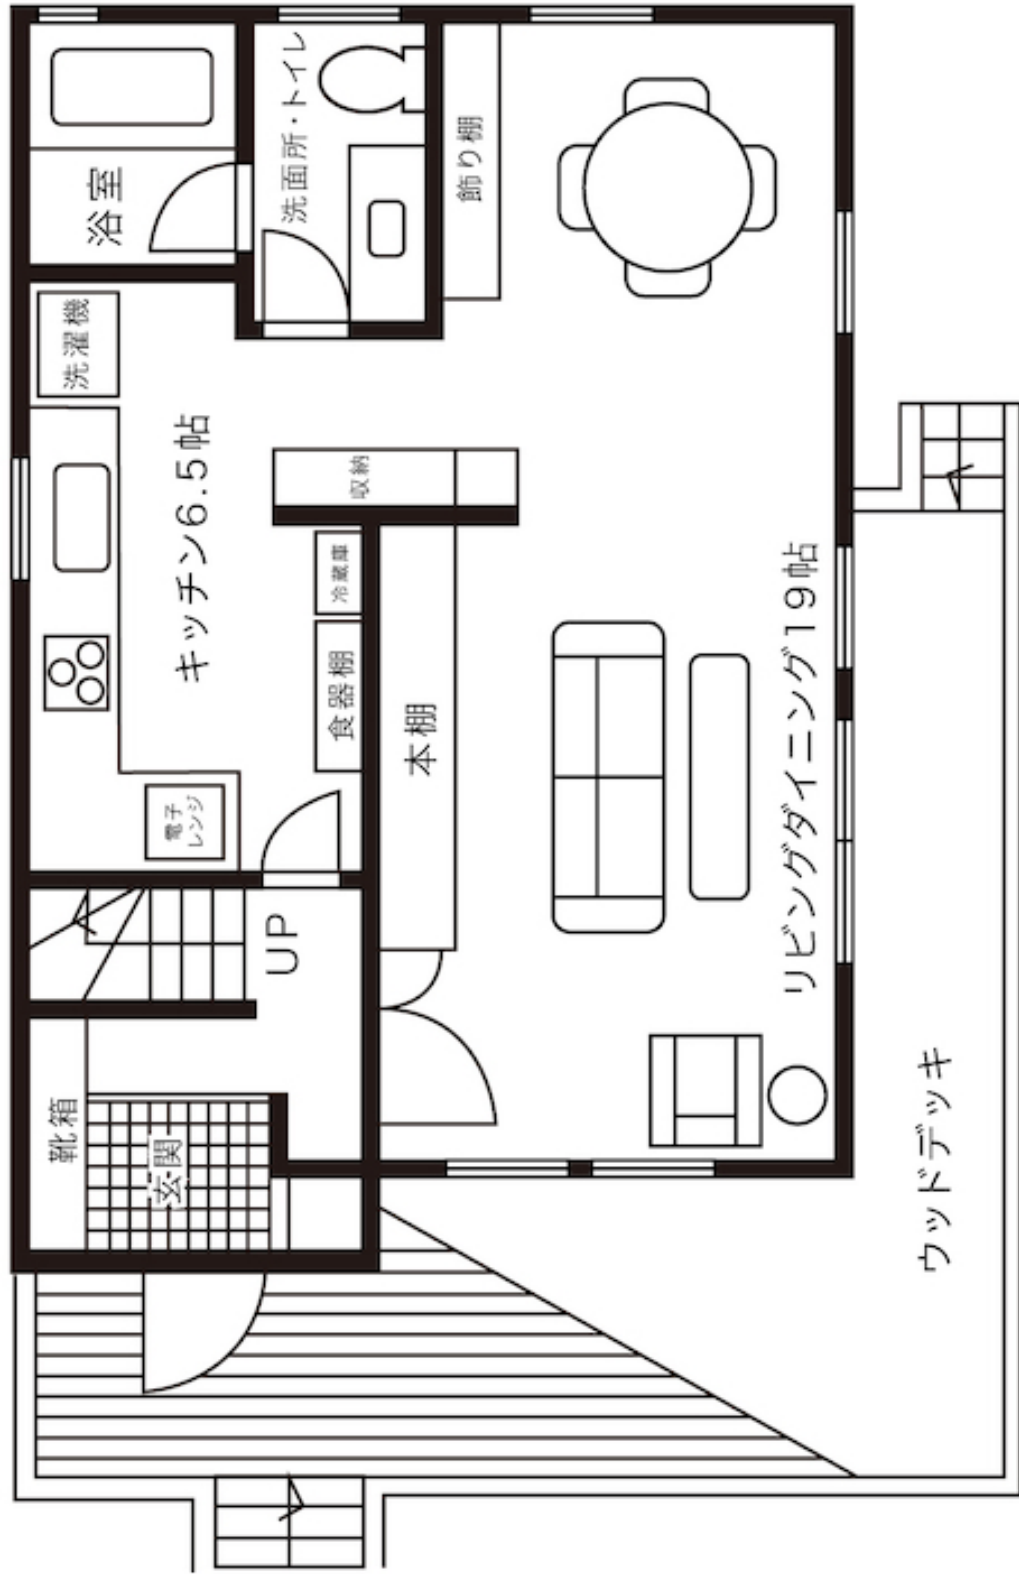 浴室
洗面所・トイレ
飾り棚
洗濯機
キッチン6.5帖
収納
冷蔵庫
食器棚
電子
レンジ
本棚
リビングダイニング19帖
UP
靴箱
玄関
ウッドデッキ